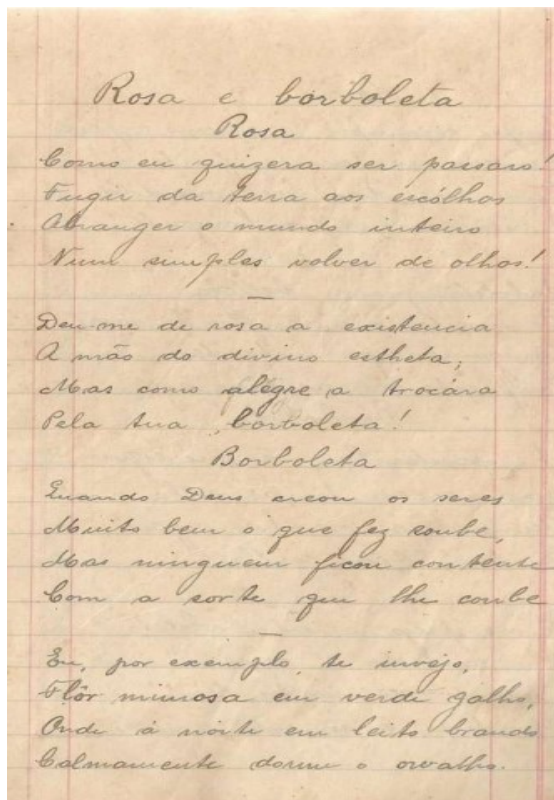 Rosa e borboleta
Rosa
Como eu quizera ser passaro!
Fugir da terra aos escólhos
Abranger o mundo inteiro
Num simples volver de olhos!
—
Deu-me de rosa a existencia
A mão do divino estheta;
Mas como alegre a trocára
Pela tua, borboleta!
Borboleta
Quando Deus creou os seres
Muito bem o que fez soube,
Mas ninguem ficou contente
Com a sorte que lhe coube
—
Eu, por exemplo, te invejo,
Flôr mimosa em verde galho,
Onde á noite em leito brando
Calmamente dorme o orvalho.